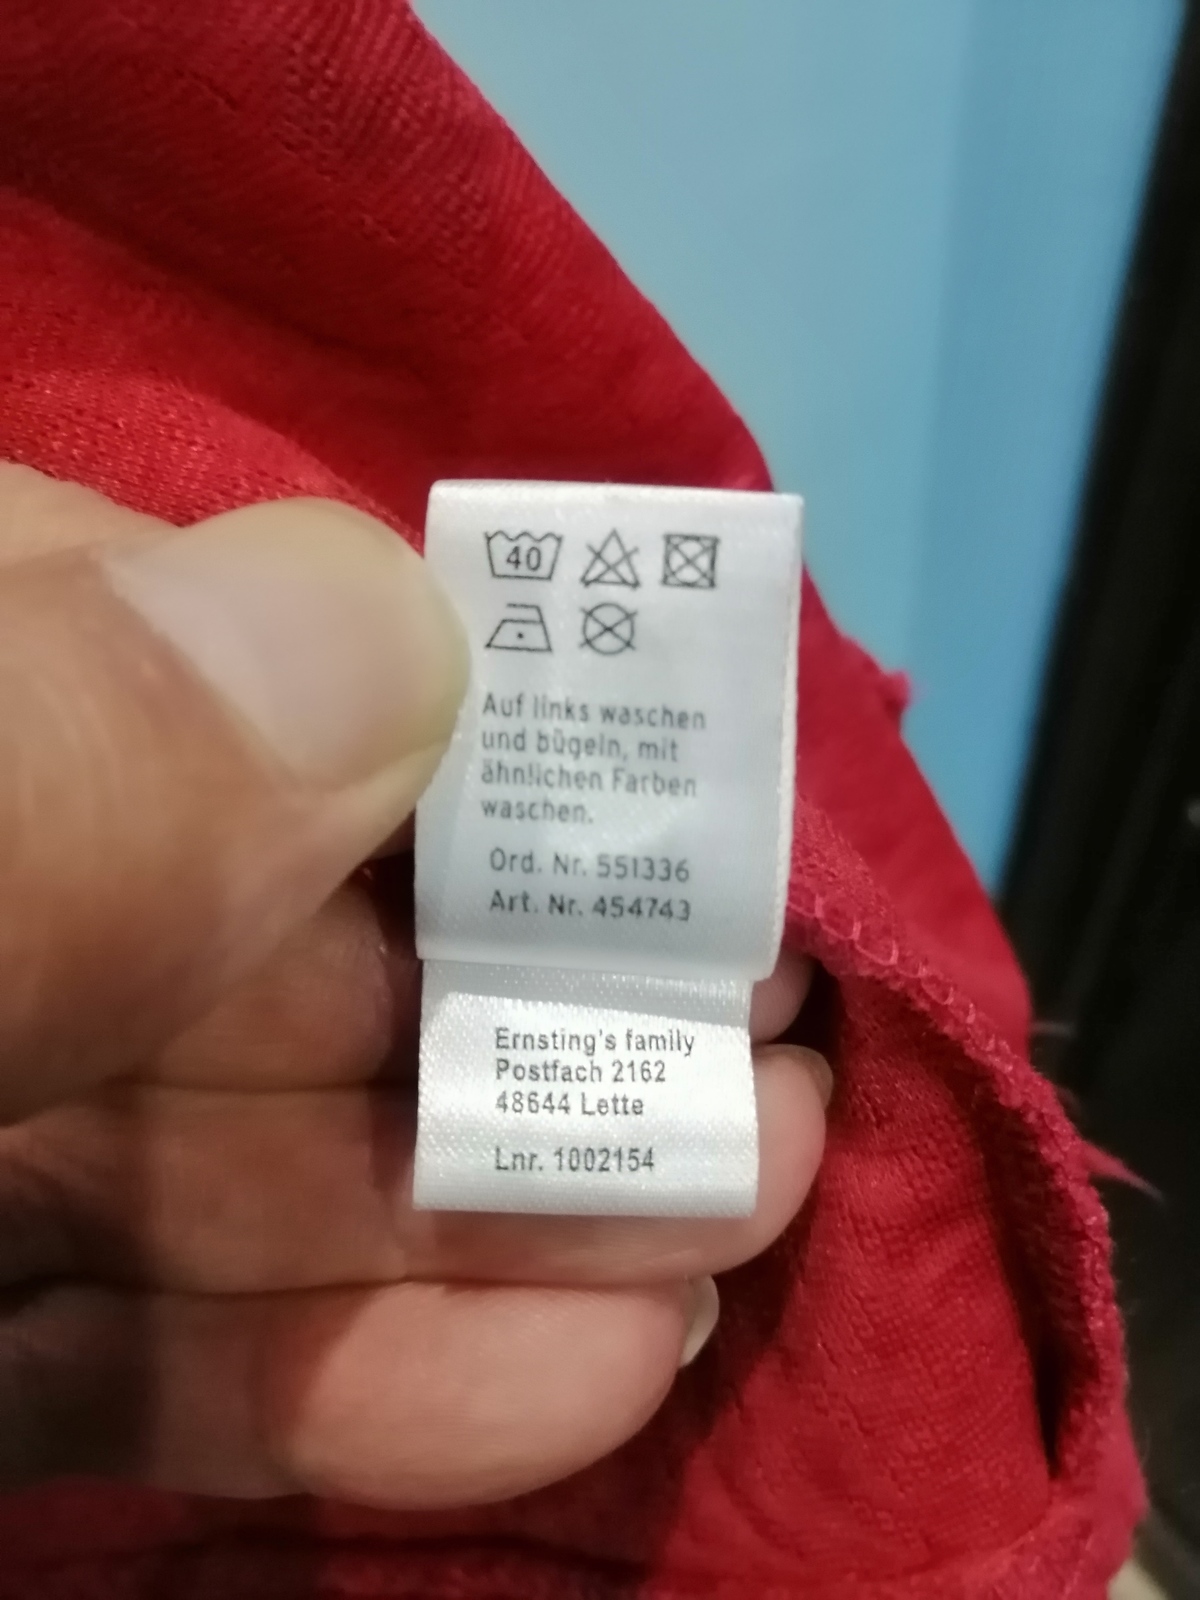 40
Auf links waschen
und bügeln, mit
ähnlichen Farben
waschen.
Ord. Nr. 551336
Art. Nr. 454743
Ernsting's family
Postfach 2162
48644 Lette
Lnr. 1002154